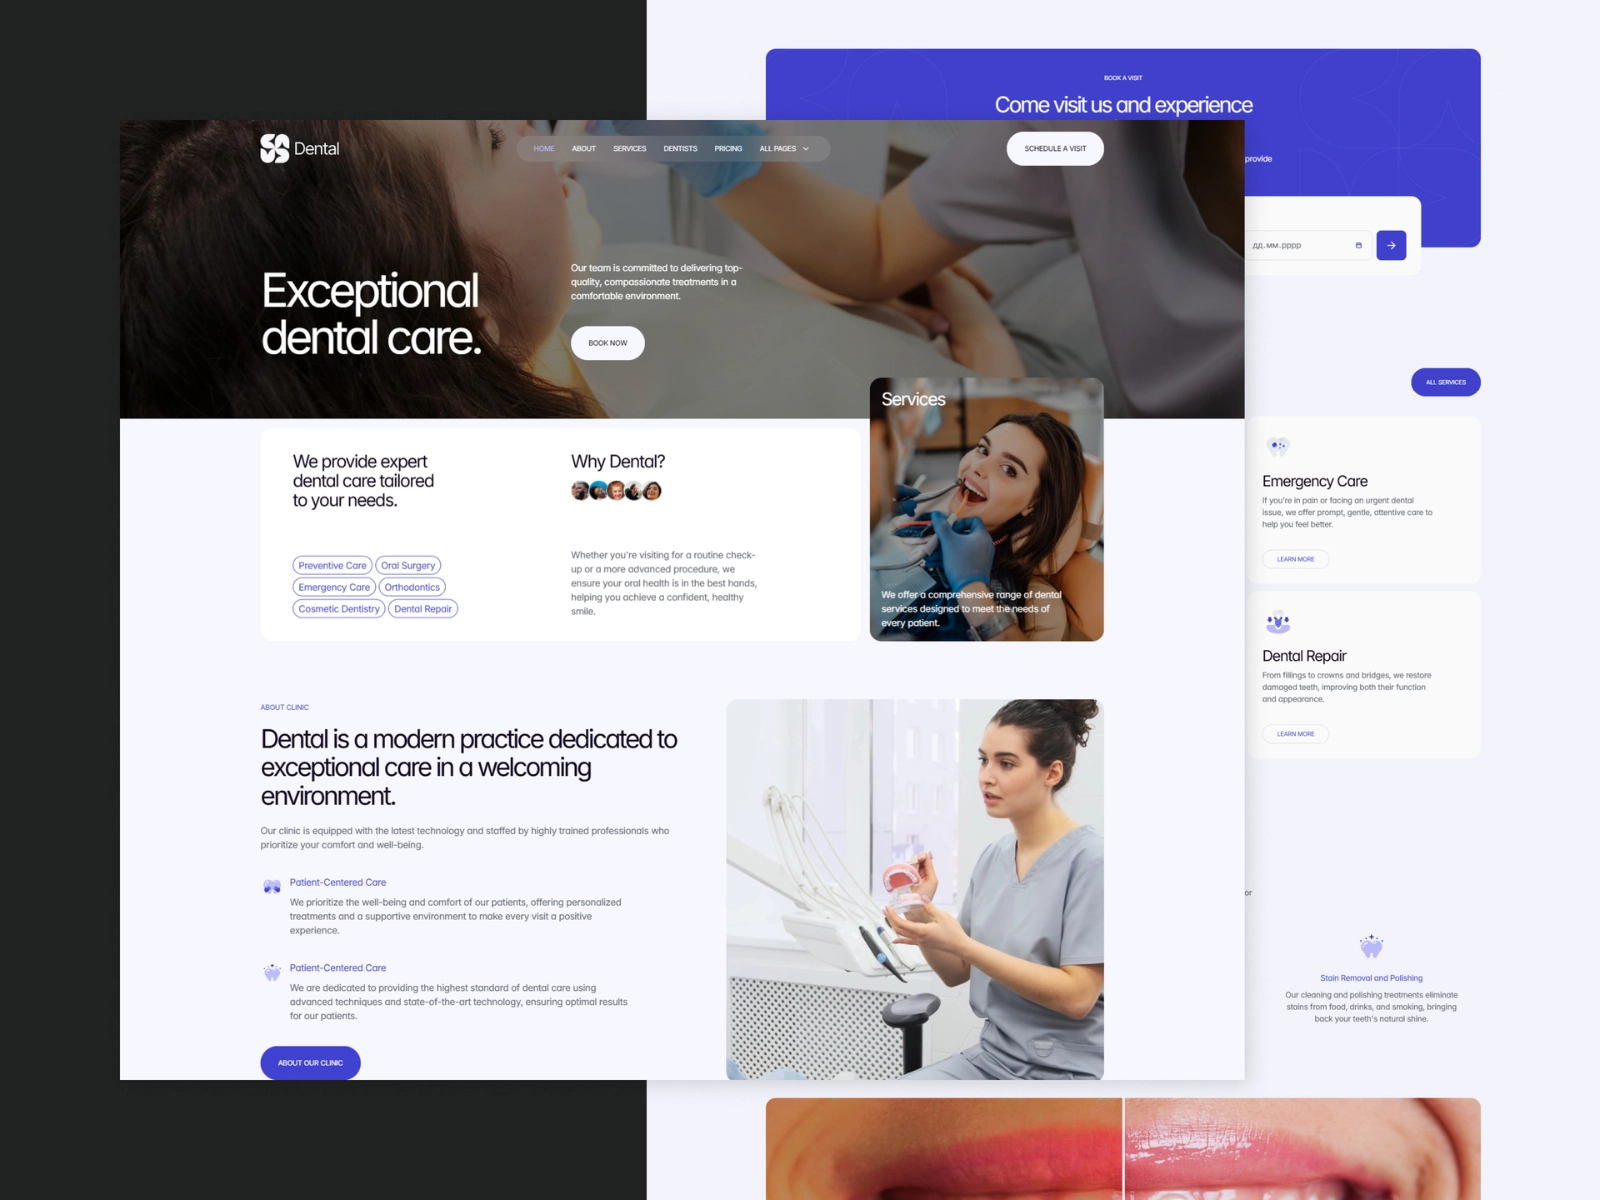 BOOK A VISIT
Come visit us and experience
provide
дд.мм.рррр
ALL SERVICES
Emergency Care
If you're in pain or facing an urgent dental
issue, we offer prompt, gentle, attentive care to
help you feel better.
LEARN MORE
Dental Repair
From fillings to crowns and bridges, we restore
damaged teeth, improving both their function
and appearance.
LEARN MORE
or
Stain Removal and Polishing
Our cleaning and polishing treatments eliminate
stains from food, drinks, and smoking, bringing
back your teeth's natural shine.
Dental
HOME ABOUT SERVICES DENTISTS PRICING ALL PAGES
SCHEDULE A VISIT
Exceptional
dental care.
Our team is committed to delivering top-
quality, compassionate treatments in a
comfortable environment.
BOOK NOW
We provide expert
dental care tailored
to your needs.
Preventive Care Oral Surgery
Emergency Care Orthodontics
Cosmetic Dentistry Dental Repair
Why Dental?
Whether you're visiting for a routine check-
up or a more advanced procedure, we
ensure your oral health is in the best hands,
helping you achieve a confident, healthy
smile.
Services
We offer a comprehensive range of dental
services designed to meet the needs of
every patient.
ABOUT CLINIC
Dental is a modern practice dedicated to
exceptional care in a welcoming
environment.
Our clinic is equipped with the latest technology and staffed by highly trained professionals who
prioritize your comfort and well-being.
Patient-Centered Care
We prioritize the well-being and comfort of our patients, offering personalized
treatments and a supportive environment to make every visit a positive
experience.
Patient-Centered Care
We are dedicated to providing the highest standard of dental care using
advanced techniques and state-of-the-art technology, ensuring optimal results
for our patients.
ABOUT OUR CLINIC